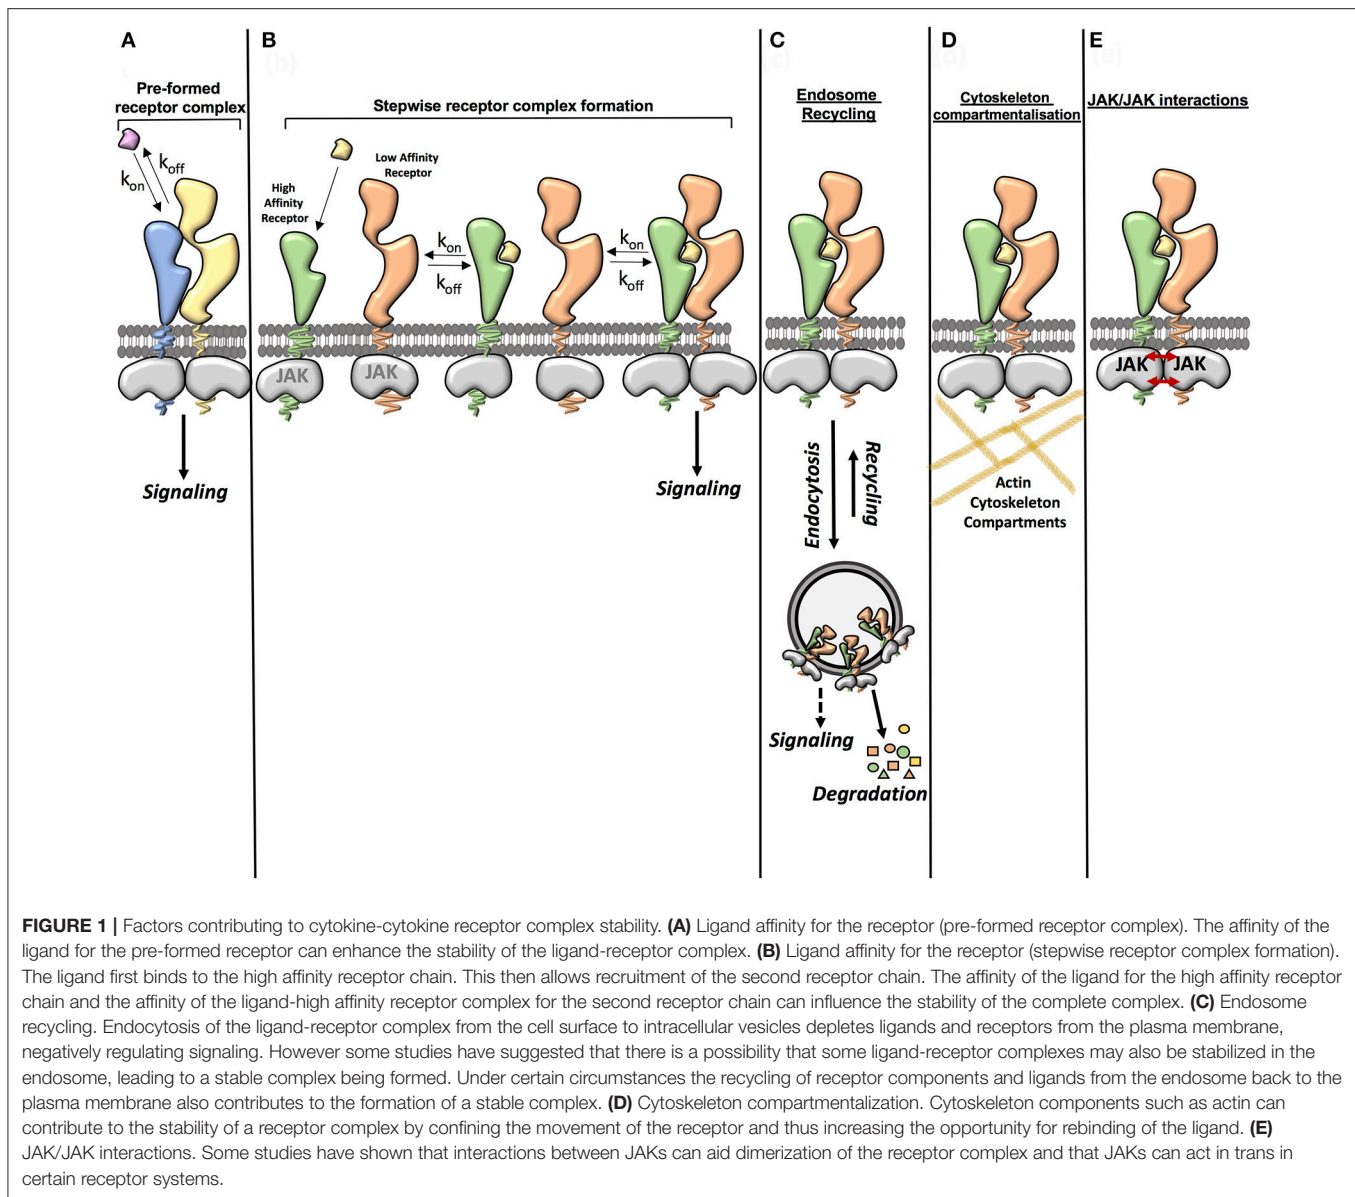 A
B
C
D
E
(b)
(c)
(d)
(e)
Pre-formed
receptor complex
koff
kon
Signaling
Stepwise receptor complex formation
High
Affinity
Receptor
Low Affinity
Receptor
kon
koff
kon
koff
JAK
JAK
Signaling
Endosome
Recycling
Endocytosis
Recycling
Signaling
Degradation
Cytoskeleton
compartmentalisation
Actin
Cytoskeleton
Compartments
JAK/JAK interactions
JAK
JAK
FIGURE 1 | Factors contributing to cytokine-cytokine receptor complex stability. (A) Ligand affinity for the receptor (pre-formed receptor complex). The affinity of the
ligand for the pre-formed receptor can enhance the stability of the ligand-receptor complex. (B) Ligand affinity for the receptor (stepwise receptor complex formation).
The ligand first binds to the high affinity receptor chain. This then allows recruitment of the second receptor chain. The affinity of the ligand for the high affinity receptor
chain and the affinity of the ligand-high affinity receptor complex for the second receptor chain can influence the stability of the complete complex. (C) Endosome
recycling. Endocytosis of the ligand-receptor complex from the cell surface to intracellular vesicles depletes ligands and receptors from the plasma membrane,
negatively regulating signaling. However some studies have suggested that there is a possibility that some ligand-receptor complexes may also be stabilized in the
endosome, leading to a stable complex being formed. Under certain circumstances the recycling of receptor components and ligands from the endosome back to the
plasma membrane also contributes to the formation of a stable complex. (D) Cytoskeleton compartmentalization. Cytoskeleton components such as actin can
contribute to the stability of a receptor complex by confining the movement of the receptor and thus increasing the opportunity for rebinding of the ligand. (E)
JAK/JAK interactions. Some studies have shown that interactions between JAKs can aid dimerization of the receptor complex and that JAKs can act in trans in
certain receptor systems.